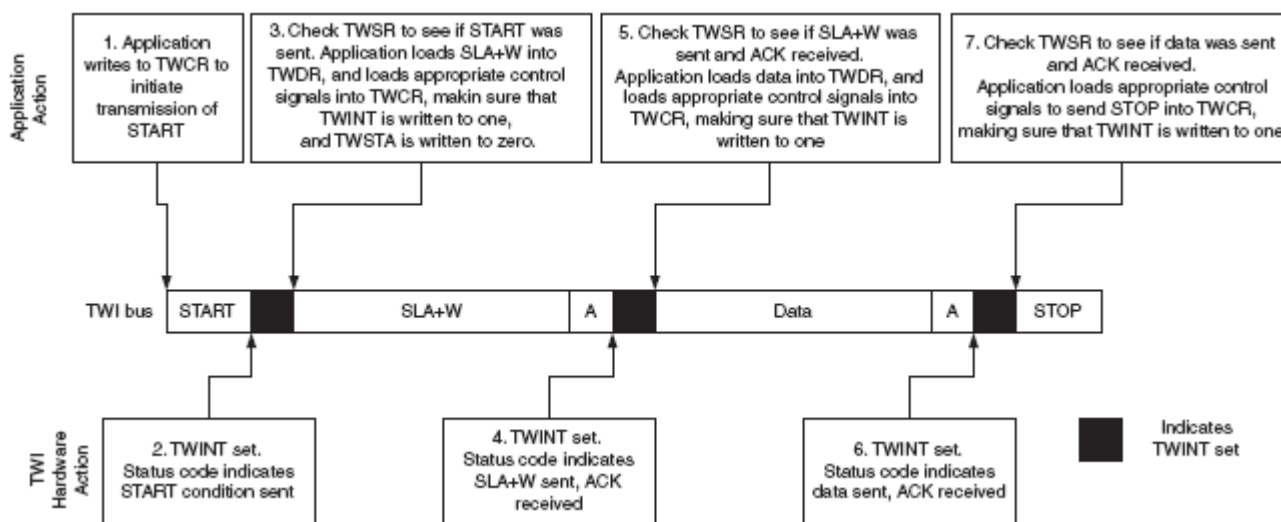 Application
Action
1. Application
writes to TWCR to
initiate
transmission of
START
3. Check TWSR to see if START was
sent. Application loads SLA+W into
TWDR, and loads appropriate control
signals into TWCR, makin sure that
TWINT is written to one,
and TWSTA is written to zero.
5. Check TWSR to see if SLA+W was
sent and ACK received.
Application loads data into TWDR, and
loads appropriate control signals into
TWCR, making sure that TWINT is
written to one
7. Check TWSR to see if data was sent
and ACK received.
Application loads appropriate control
signals to send STOP into TWCR,
making sure that TWINT is written to one
TWI bus
START
SLA+W
A
Data
A
STOP
TWI
Hardware
Action
2. TWINT set.
Status code indicates
START condition sent
4. TWINT set.
Status code indicates
SLA+W sent, ACK
received
6. TWINT set.
Status code indicates
data sent, ACK received
Indicates
TWINT set